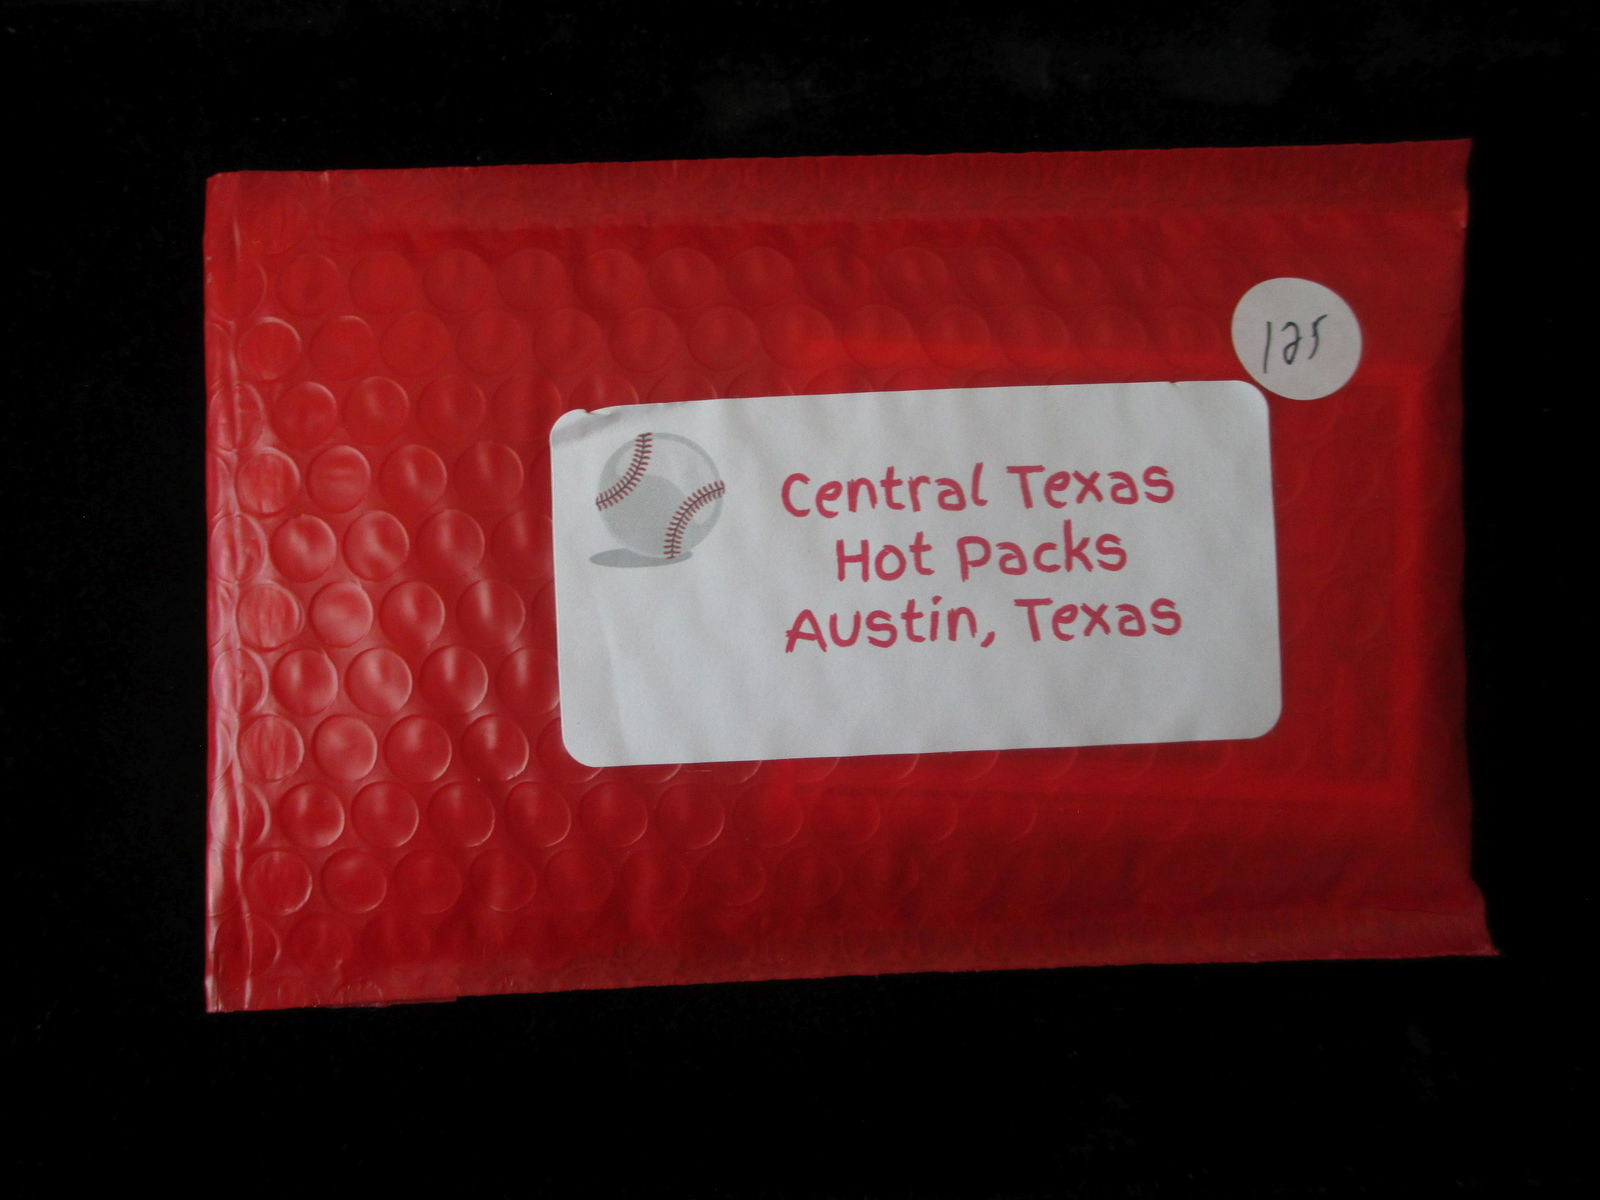 125
Central Texas
Hot Packs
Austin, Texas